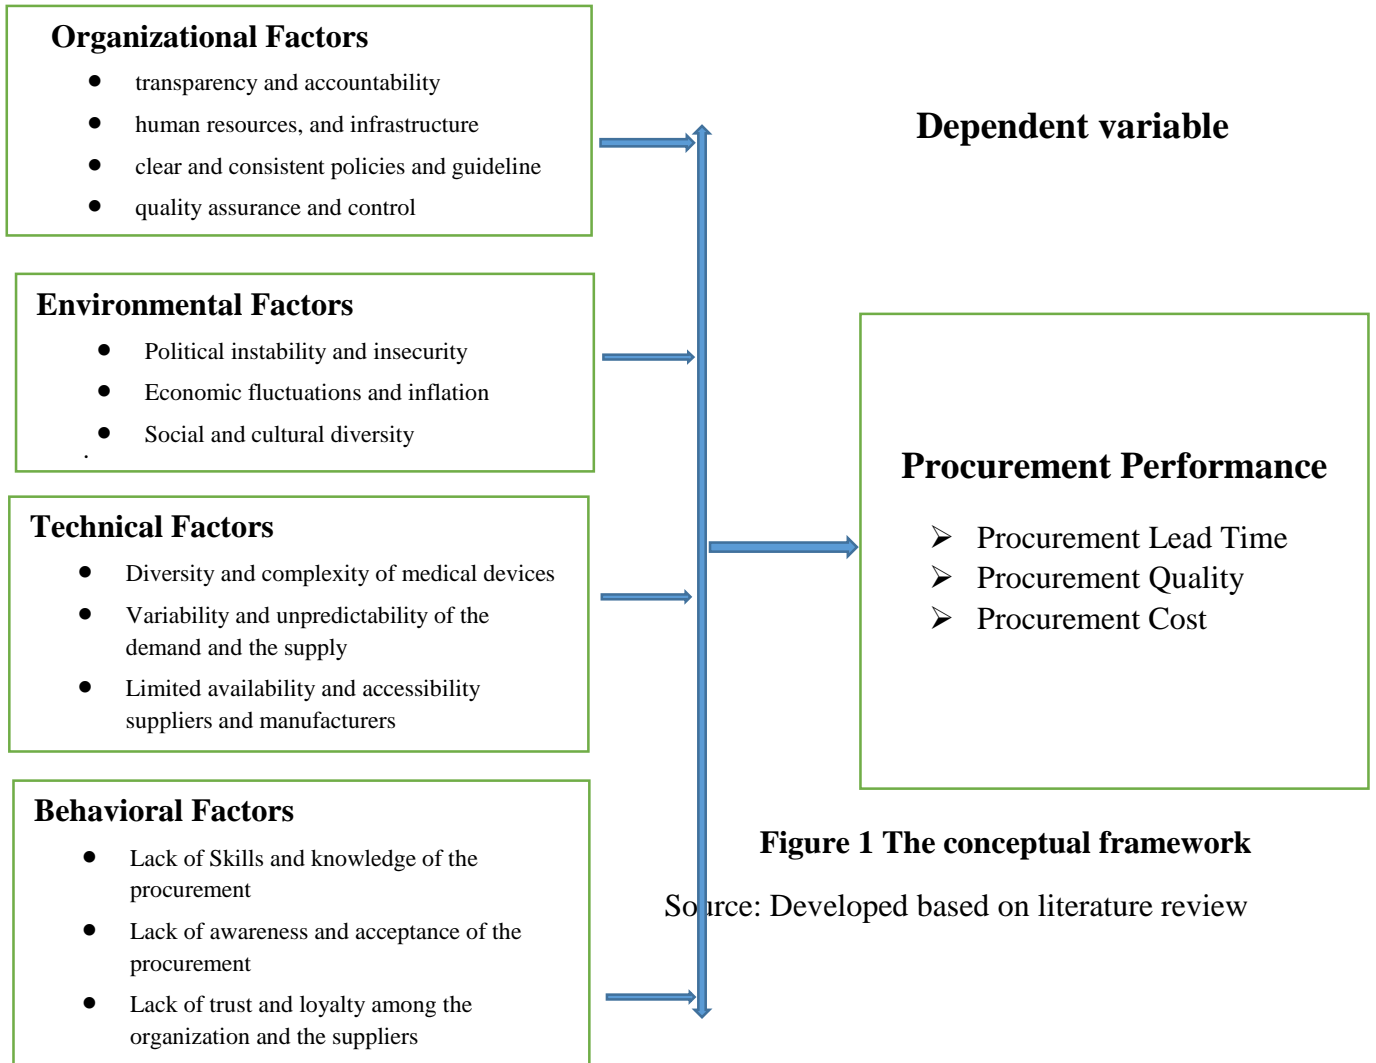 Organizational Factors
● transparency and accountability
● human resources, and infrastructure
● clear and consistent policies and guideline
● quality assurance and control
Environmental Factors
● Political instability and insecurity
● Economic fluctuations and inflation
● Social and cultural diversity
.
Technical Factors
● Diversity and complexity of medical devices
● Variability and unpredictability of the
demand and the supply
● Limited availability and accessibility
suppliers and manufacturers
Behavioral Factors
● Lack of Skills and knowledge of the
procurement
● Lack of awareness and acceptance of the
procurement
● Lack of trust and loyalty among the
organization and the suppliers
Dependent variable
Procurement Performance
➢ Procurement Lead Time
➢ Procurement Quality
➢ Procurement Cost
Figure 1 The conceptual framework
Source: Developed based on literature review